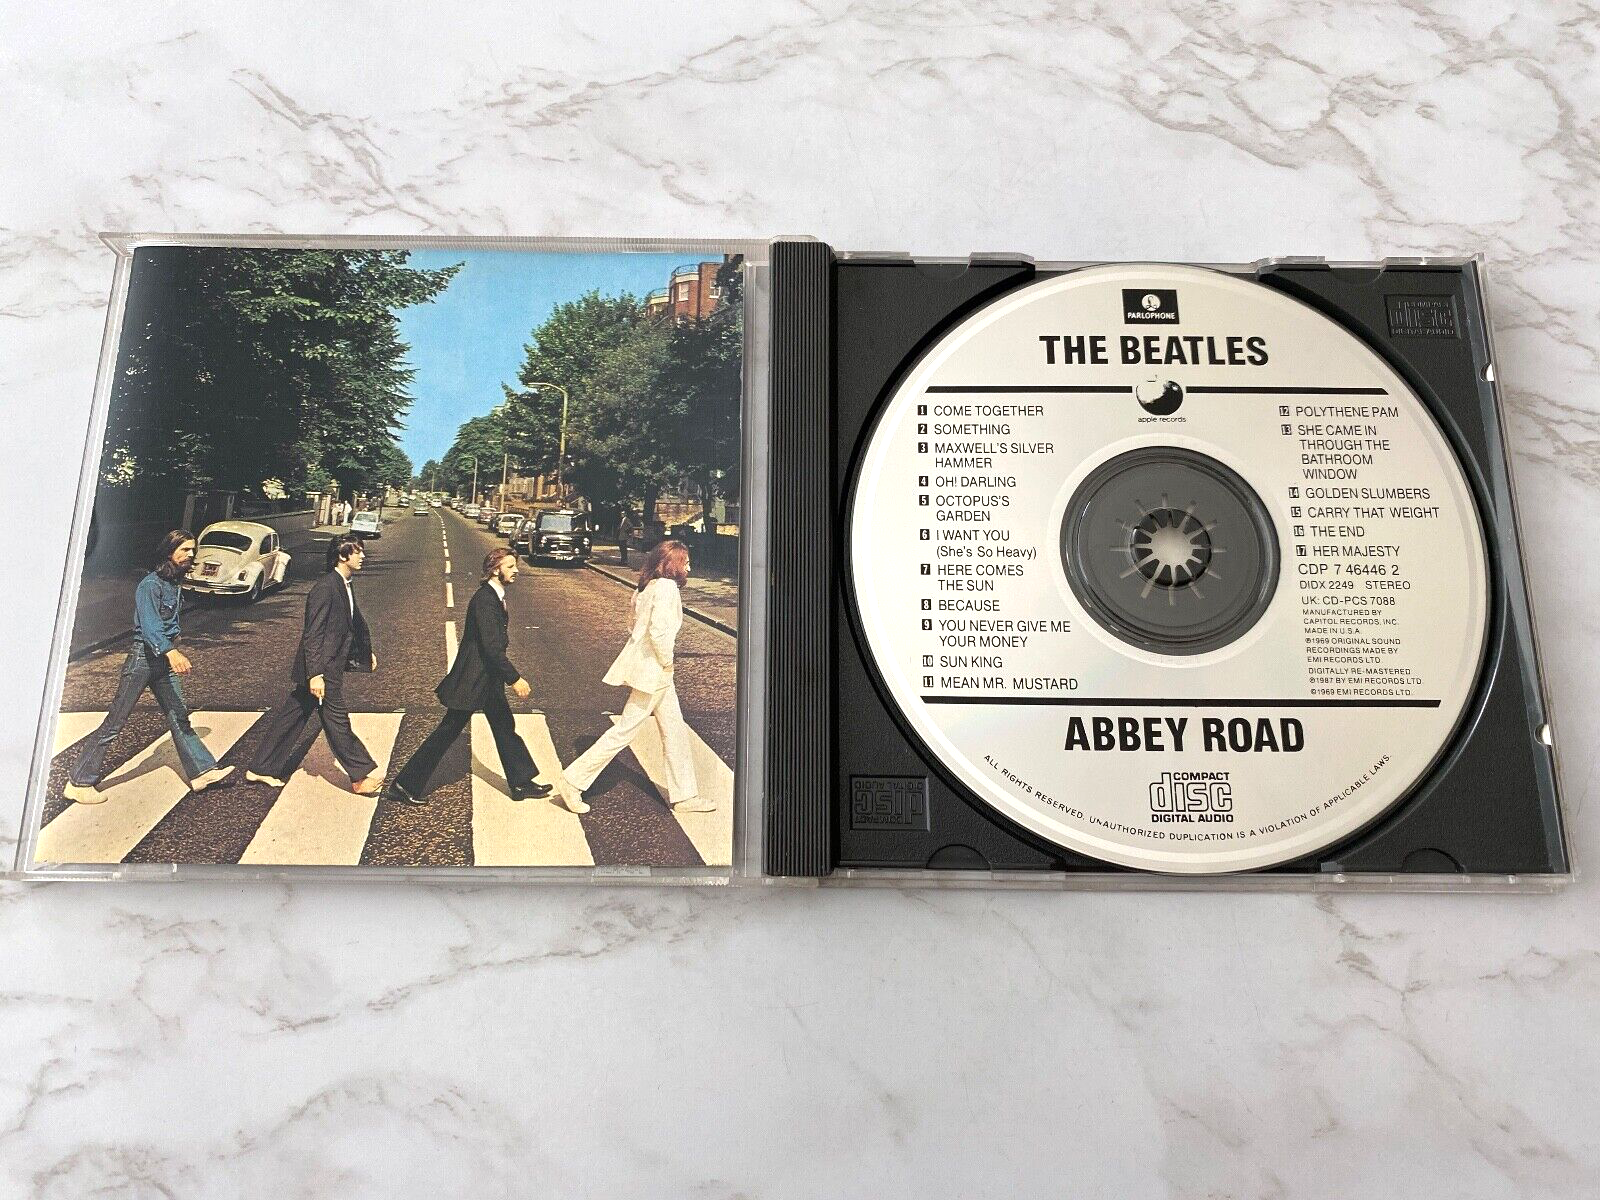 PARLOPHONE
THE BEATLES
apple records
1 COME TOGETHER
2 SOMETHING
3 MAXWELL'S SILVER
HAMMER
4 OH! DARLING
5 OCTOPUS'S
GARDEN
6 I WANT YOU
(She's So Heavy)
7 HERE COMES
THE SUN
8 BECAUSE
9 YOU NEVER GIVE ME
YOUR MONEY
10 SUN KING
11 MEAN MR. MUSTARD
12 POLYTHENE PAM
13 SHE CAME IN
THROUGH THE
BATHROOM
WINDOW
14 GOLDEN SLUMBERS
15 CARRY THAT WEIGHT
16 THE END
17 HER MAJESTY
CDP 7 46446 2
DIDX 2249 STEREO
UK: CD-PCS 7088
MANUFACTURED BY
CAPITOL RECORDS, INC.
MADE IN U.S.A.
℗1969 ORIGINAL SOUND
RECORDINGS MADE BY
EMI RECORDS LTD.
DIGITALLY RE-MASTERED
℗1987 BY EMI RECORDS LTD.
©1969 EMI RECORDS LTD.
ABBEY ROAD
COMPACT
disc
DIGITAL AUDIO
ALL RIGHTS RESERVED. UNAUTHORIZED DUPLICATION IS A VIOLATION OF APPLICABLE LAWS.
COMPACT
disc
DIGITAL AUDIO
COMPACT
disc
DIGITAL AUDIO